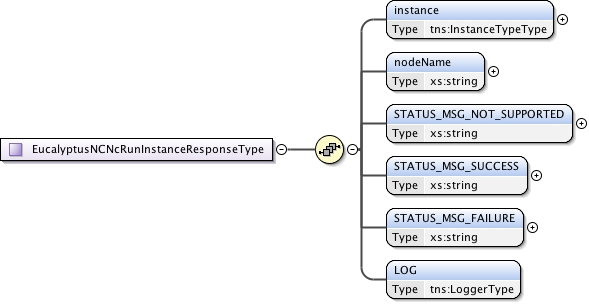 instance
Type tns:InstanceTypeType
nodeName
Type xs:string
STATUS_MSG_NOT_SUPPORTED
Type xs:string
EucalyptusNCNcRunInstanceResponseType
STATUS_MSG_SUCCESS
Type xs:string
STATUS_MSG_FAILURE
Type xs:string
LOG
Type tns:LoggerType